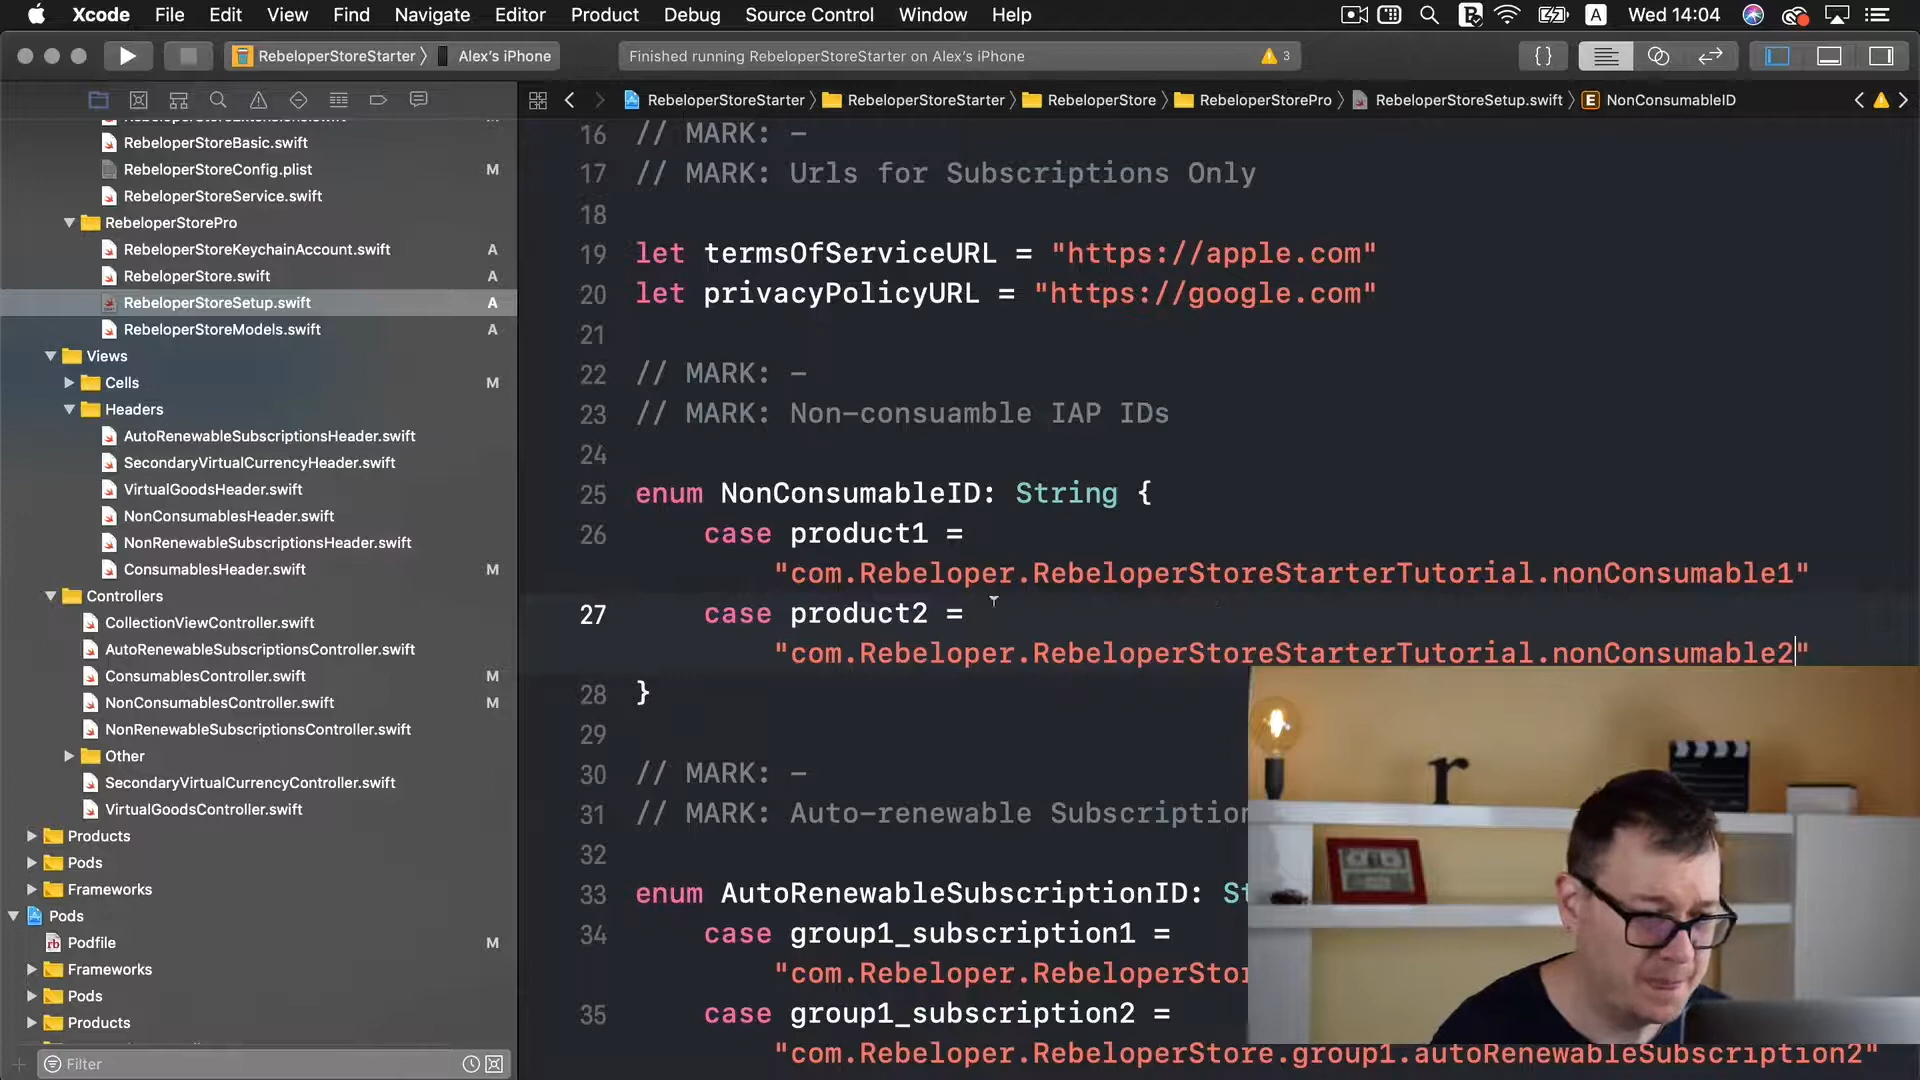 Xcode File Edit View Find Navigate Editor Product Debug Source Control Window Help A Wed 14:04
RebeloperStoreStarter Alex's iPhone Finished running RebeloperStoreStarter on Alex's iPhone 3 {}
RebeloperStoreStarter RebeloperStoreStarter RebeloperStore RebeloperStorePro RebeloperStoreSetup.swift E NonConsumableID
RebeloperStoreBasic.swift
RebeloperStoreConfig.plist M
RebeloperStoreService.swift
RebeloperStorePro
RebeloperStoreKeychainAccount.swift A
RebeloperStore.swift A
RebeloperStoreSetup.swift A
RebeloperStoreModels.swift A
Views
Cells M
Headers
AutoRenewableSubscriptionsHeader.swift
SecondaryVirtualCurrencyHeader.swift
VirtualGoodsHeader.swift
NonConsumablesHeader.swift
NonRenewableSubscriptionsHeader.swift
ConsumablesHeader.swift M
Controllers
CollectionViewController.swift
AutoRenewableSubscriptionsController.swift
ConsumablesController.swift M
NonConsumablesController.swift M
NonRenewableSubscriptionsController.swift
Other
SecondaryVirtualCurrencyController.swift
VirtualGoodsController.swift
Products
Pods
Frameworks
Pods
Podfile M
Frameworks
Pods
Products
Filter
16 // MARK: -
17 // MARK: Urls for Subscriptions Only
18
19 let termsOfServiceURL = "https://apple.com"
20 let privacyPolicyURL = "https://google.com"
21
22 // MARK: -
23 // MARK: Non-consuamble IAP IDs
24
25 enum NonConsumableID: String {
26 case product1 =
"com.Rebeloper.RebeloperStoreStarterTutorial.nonConsumable1"
27 case product2 =
"com.Rebeloper.RebeloperStoreStarterTutorial.nonConsumable2"
28 }
29
30 // MARK: -
31 // MARK: Auto-renewable Subscription
32
33 enum AutoRenewableSubscriptionID: St
34 case group1_subscription1 =
"com.Rebeloper.RebeloperStor
35 case group1_subscription2 =
"com.Rebeloper.RebeloperStore.group1.autoRenewableSubscription2"